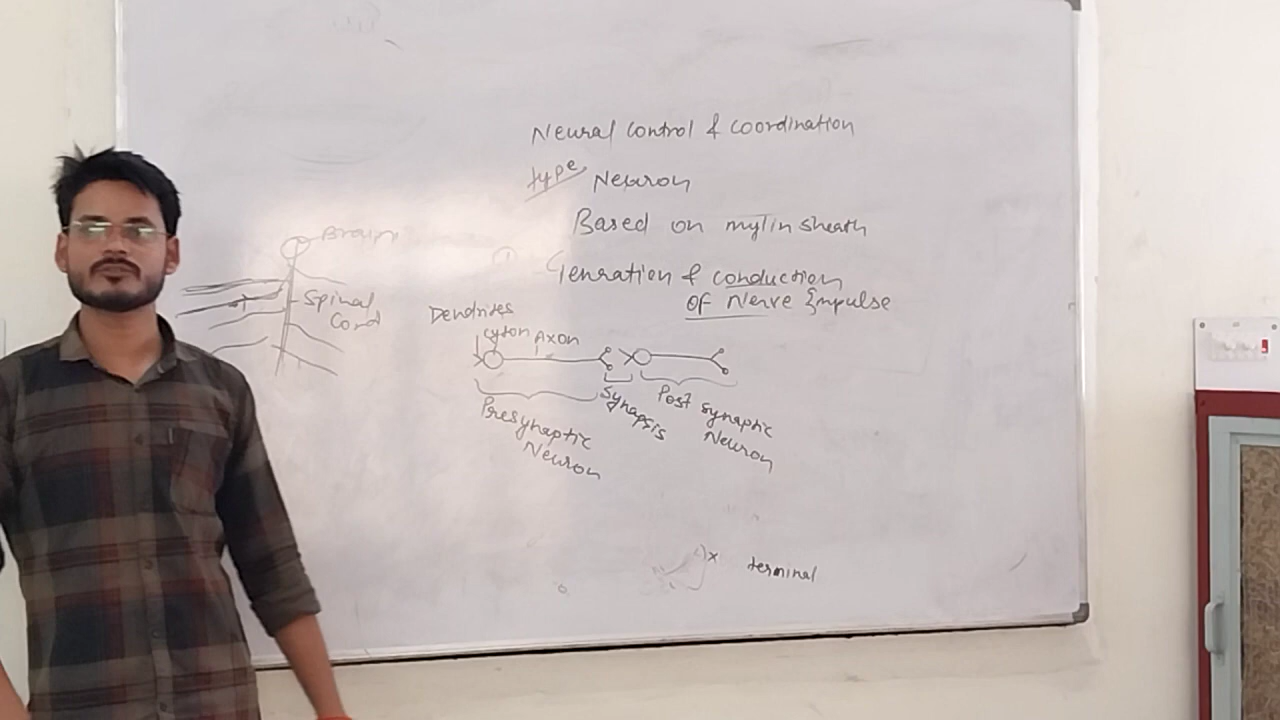 Neural control & coordination
type Neuron
Based on mylin sheath
Genration & conduction
of Nerve Impulse
Brain
Spinal
Cord
Dendrites
Cyton Axon
Presynaptic
Neuron
Synapsis
Post Synaptic
Neuron
x terminal